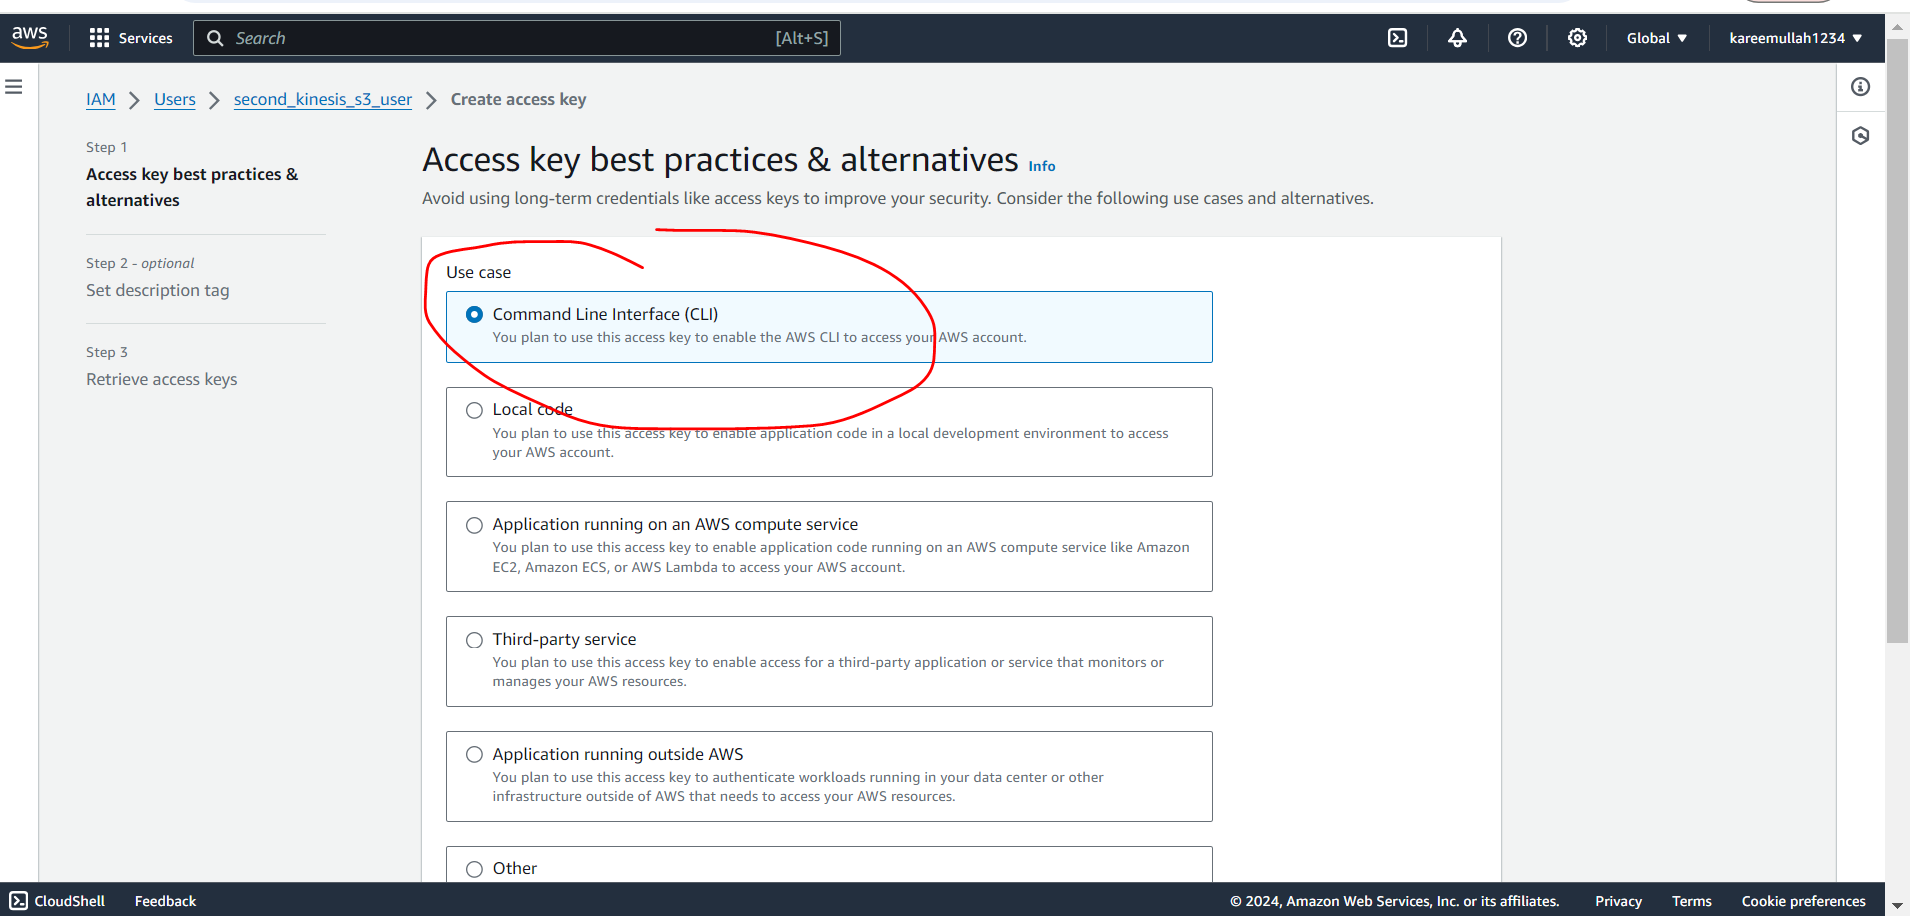 aws
Services
Search [Alt+S]
Global
kareemullah1234
IAM > Users > second_kinesis_s3_user > Create access key
Step 1
Access key best practices &
alternatives
Step 2 - optional
Set description tag
Step 3
Retrieve access keys
Access key best practices & alternatives Info
Avoid using long-term credentials like access keys to improve your security. Consider the following use cases and alternatives.
Use case
Command Line Interface (CLI)
You plan to use this access key to enable the AWS CLI to access your AWS account.
Local code
You plan to use this access key to enable application code in a local development environment to access
your AWS account.
Application running on an AWS compute service
You plan to use this access key to enable application code running on an AWS compute service like Amazon
EC2, Amazon ECS, or AWS Lambda to access your AWS account.
Third-party service
You plan to use this access key to enable access for a third-party application or service that monitors or
manages your AWS resources.
Application running outside AWS
You plan to use this access key to authenticate workloads running in your data center or other
infrastructure outside of AWS that needs to access your AWS resources.
Other
CloudShell
Feedback
© 2024, Amazon Web Services, Inc. or its affiliates.
Privacy
Terms
Cookie preferences